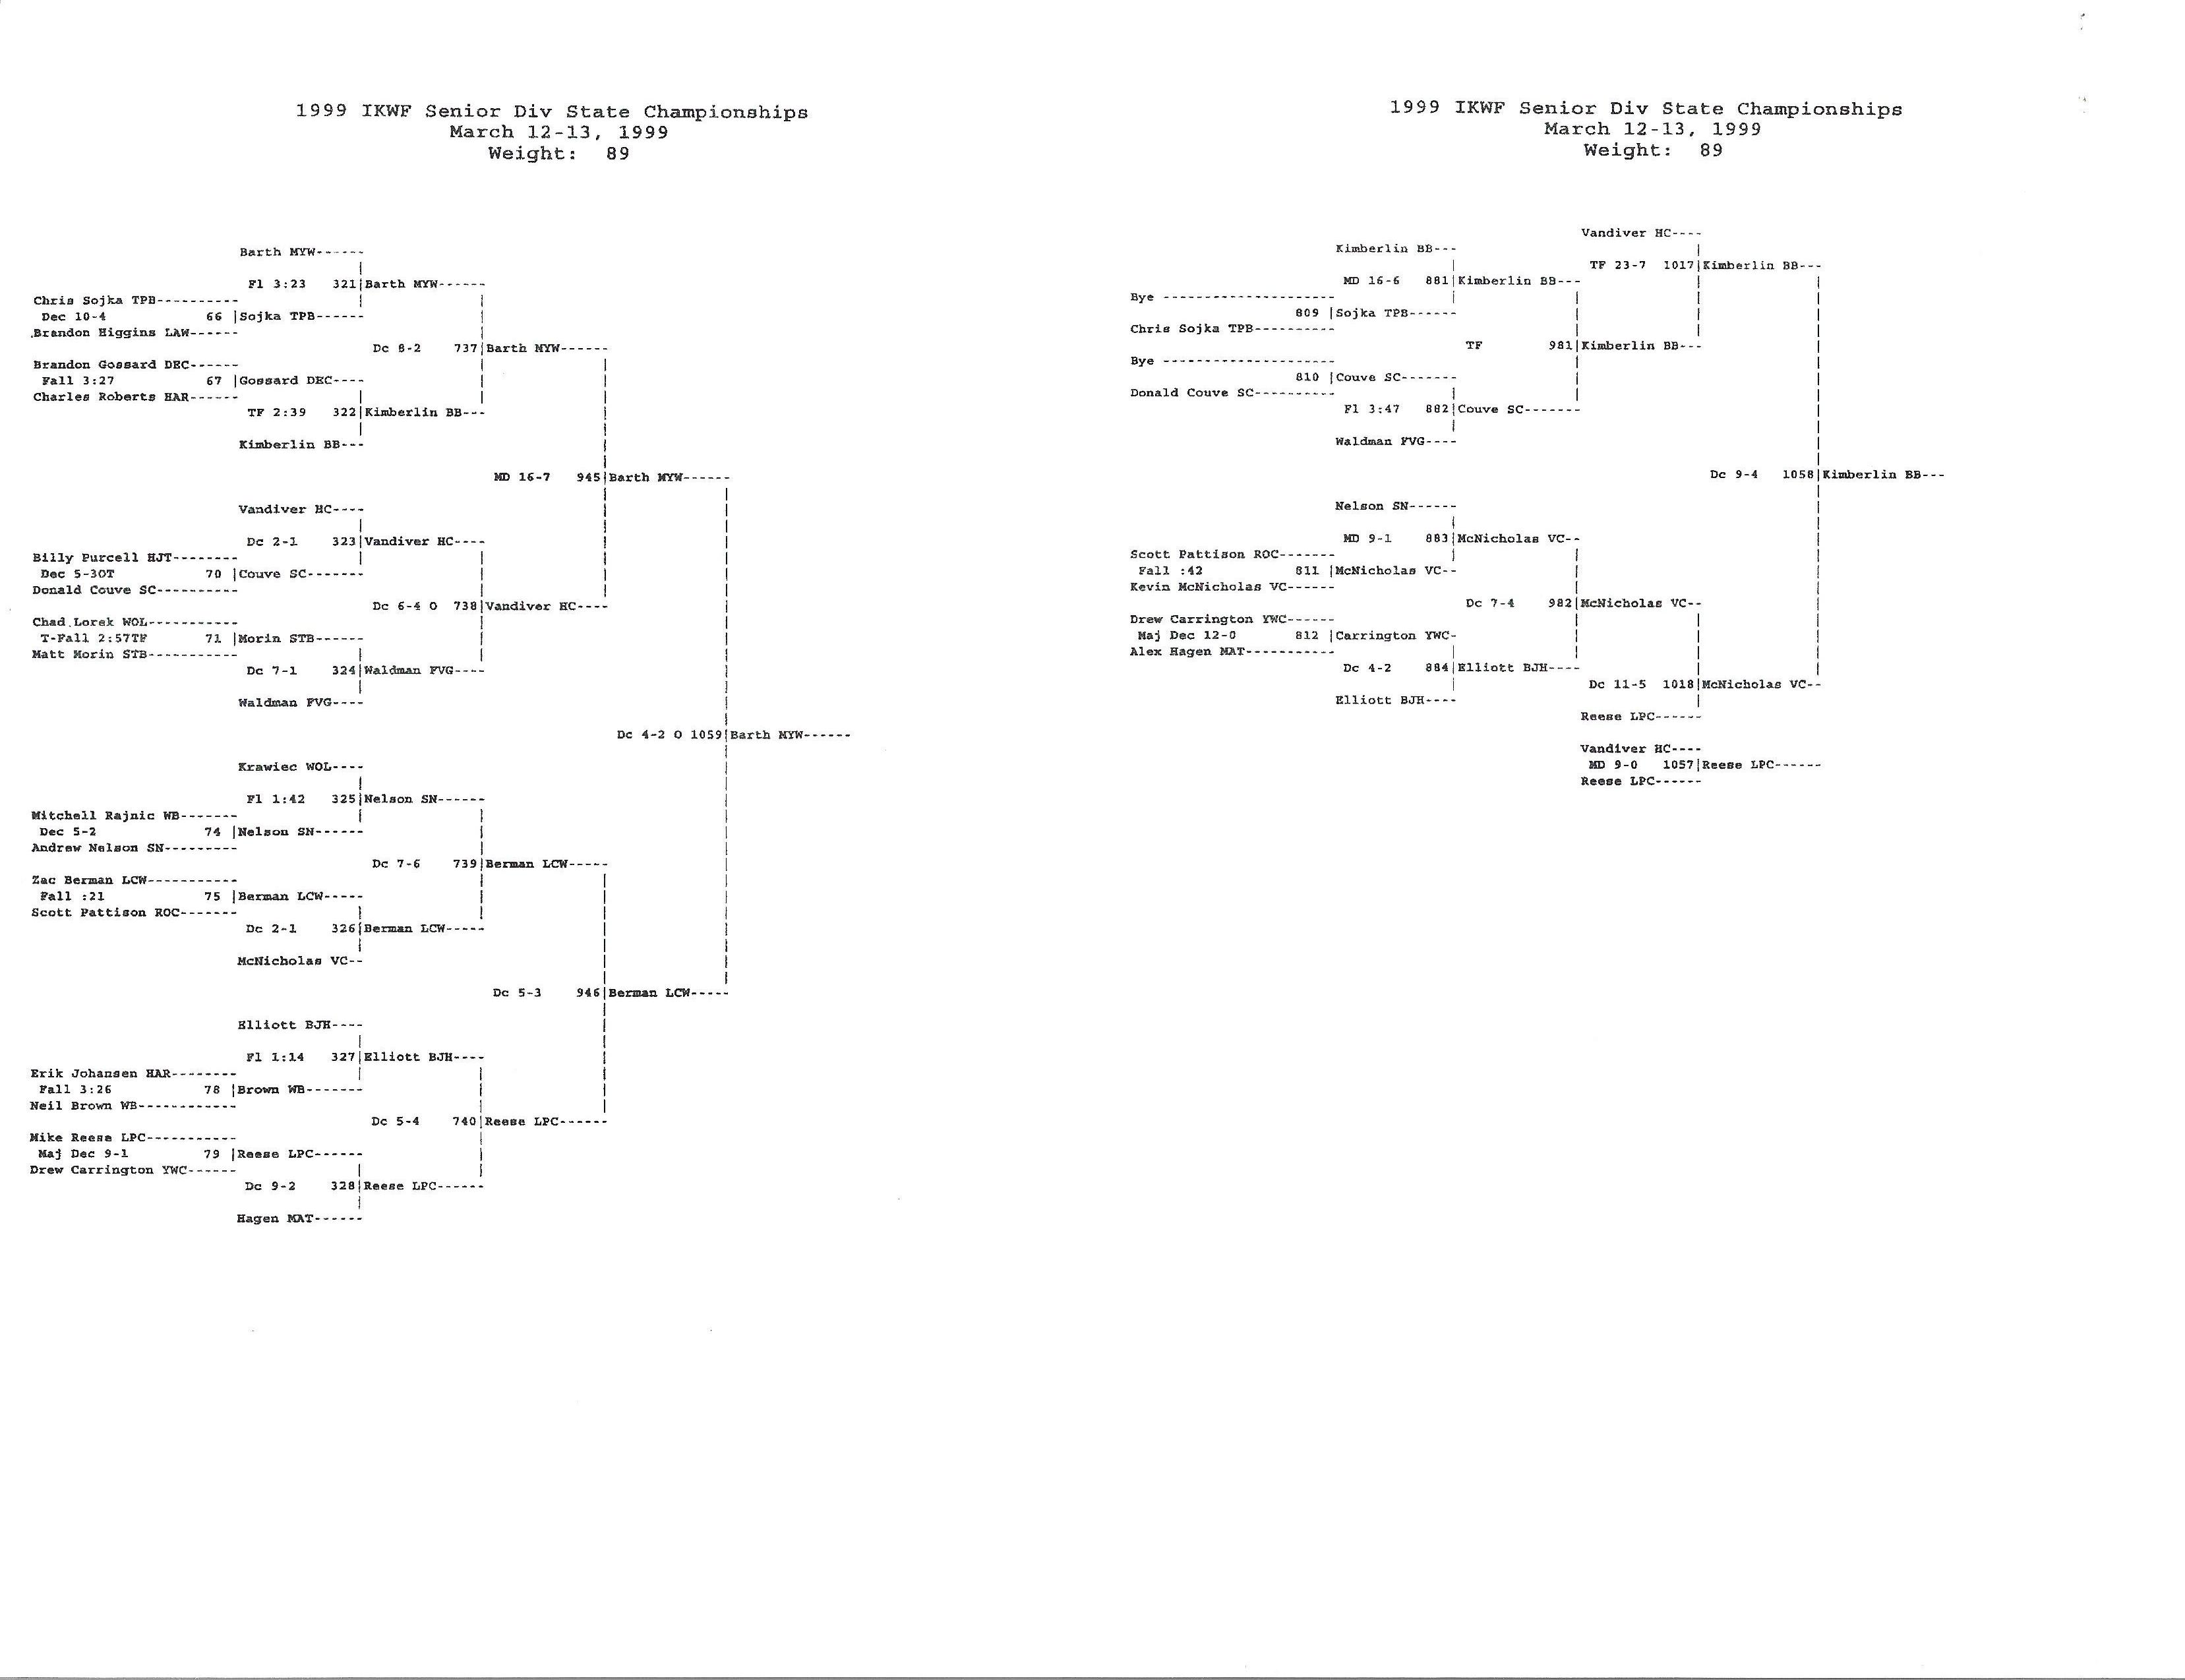 1999 IKWF Senior Div State Championships
March 12-13, 1999
Weight: 89
Barth MYW------
Fl 3:23 321|Barth MYW------
Chris Sojka TPB----------
Dec 10-4 66 |Sojka TPB------
Brandon Higgins LAW------
Dc 8-2 737|Barth MYW------
Brandon Gossard DEC------
Fall 3:27 67 |Gossard DEC----
Charles Roberts HAR------
TF 2:39 322|Kimberlin BB---
Kimberlin BB---
MD 16-7 945|Barth MYW------
Vandiver HC----
Dc 2-1 323|Vandiver HC----
Billy Purcell HJT--------
Dec 5-3OT 70 |Couve SC-------
Donald Couve SC----------
Dc 6-4 O 738|Vandiver HC----
Chad Lorek WOL-----------
T-Fall 2:57TF 71 |Morin STB------
Matt Morin STB-----------
Dc 7-1 324|Waldman FVG----
Waldman FVG----
Dc 4-2 O 1059|Barth MYW------
Krawiec WOL----
Fl 1:42 325|Nelson SN------
Mitchell Rajnic WB-------
Dec 5-2 74 |Nelson SN------
Andrew Nelson SN---------
Dc 7-6 739|Berman LCW-----
Zac Berman LCW-----------
Fall :21 75 |Berman LCW-----
Scott Pattison ROC-------
Dc 2-1 326|Berman LCW-----
McNicholas VC--
Dc 5-3 946|Berman LCW-----
Elliott BJH----
Fl 1:14 327|Elliott BJH----
Erik Johansen HAR--------
Fall 3:26 78 |Brown WB-------
Neil Brown WB------------
Dc 5-4 740|Reese LPC------
Mike Reese LPC-----------
Maj Dec 9-1 79 |Reese LPC------
Drew Carrington YWC------
Dc 9-2 328|Reese LPC------
Hagen MAT------
1999 IKWF Senior Div State Championships
March 12-13, 1999
Weight: 89
Vandiver HC----
Kimberlin BB---
TF 23-7 1017|Kimberlin BB---
MD 16-6 881|Kimberlin BB---
Bye ---------------------
809 |Sojka TPB------
Chris Sojka TPB----------
TF 981|Kimberlin BB---
Bye ---------------------
810 |Couve SC-------
Donald Couve SC----------
Fl 3:47 882|Couve SC-------
Waldman FVG----
Dc 9-4 1058|Kimberlin BB---
Nelson SN------
MD 9-1 883|McNicholas VC--
Scott Pattison ROC-------
Fall :42 811 |McNicholas VC--
Kevin McNicholas VC------
Dc 7-4 982|McNicholas VC--
Drew Carrington YWC------
Maj Dec 12-0 812 |Carrington YWC-
Alex Hagen MAT-----------
Dc 4-2 884|Elliott BJH----
Dc 11-5 1018|McNicholas VC--
Elliott BJH----
Reese LPC------
Vandiver HC----
MD 9-0 1057|Reese LPC------
Reese LPC------